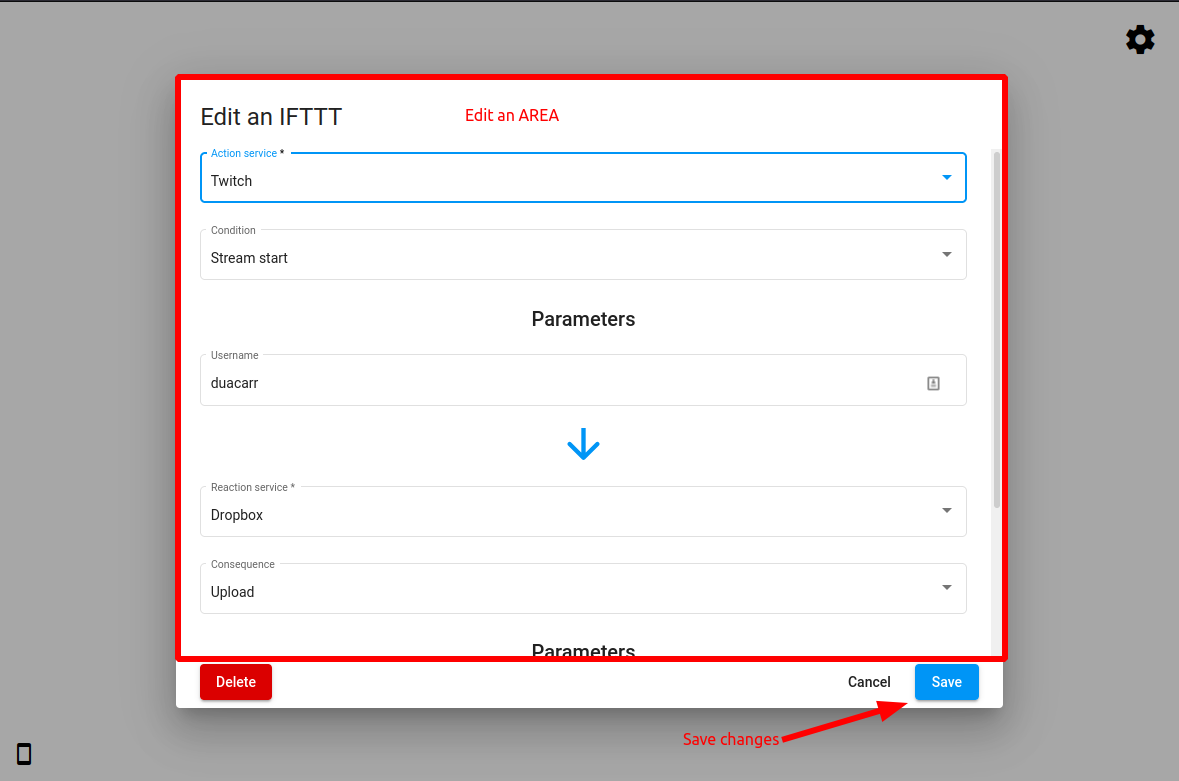 Edit an IFTTT
Edit an AREA
Action service *
Twitch
Condition
Stream start
Parameters
Username
duacarr
Reaction service *
Dropbox
Consequence
Upload
Parameters
Delete
Cancel
Save
Save changes